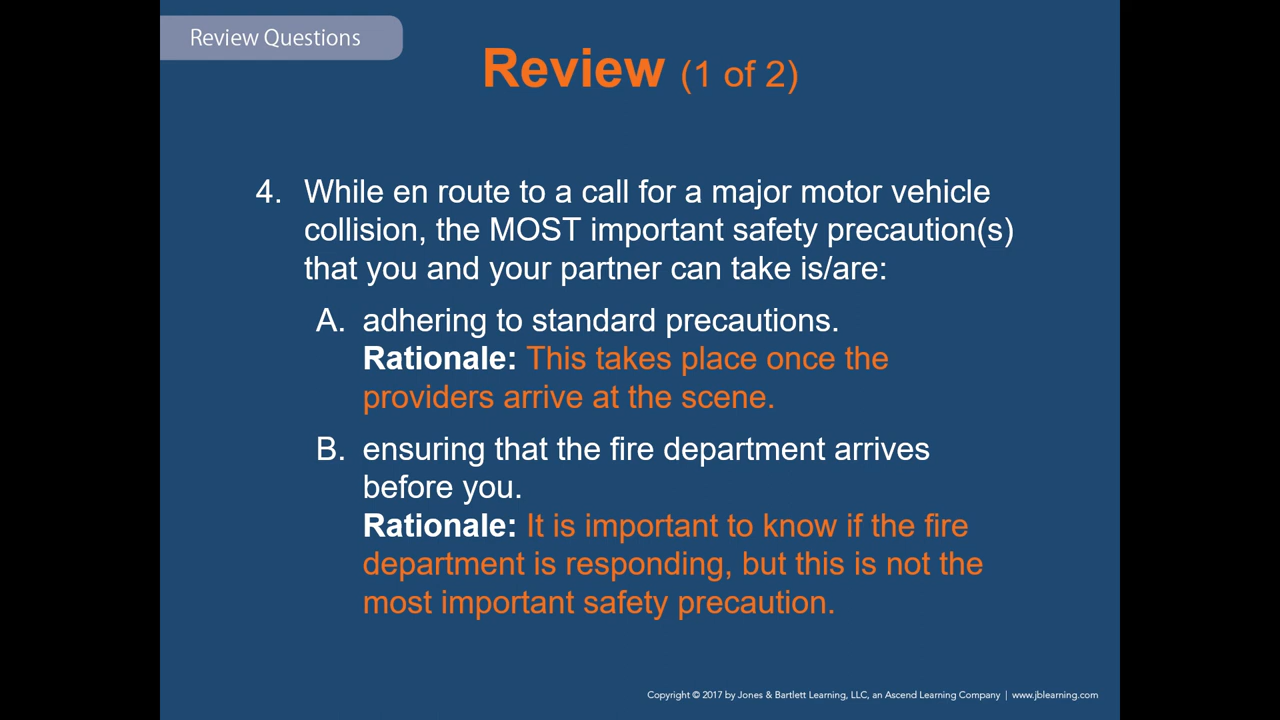 Review Questions
Review (1 of 2)
4. While en route to a call for a major motor vehicle
collision, the MOST important safety precaution(s)
that you and your partner can take is/are:
A. adhering to standard precautions.
Rationale: This takes place once the
providers arrive at the scene.
B. ensuring that the fire department arrives
before you.
Rationale: It is important to know if the fire
department is responding, but this is not the
most important safety precaution.
Copyright © 2017 by Jones & Bartlett Learning, LLC, an Ascend Learning Company | www.jblearning.com